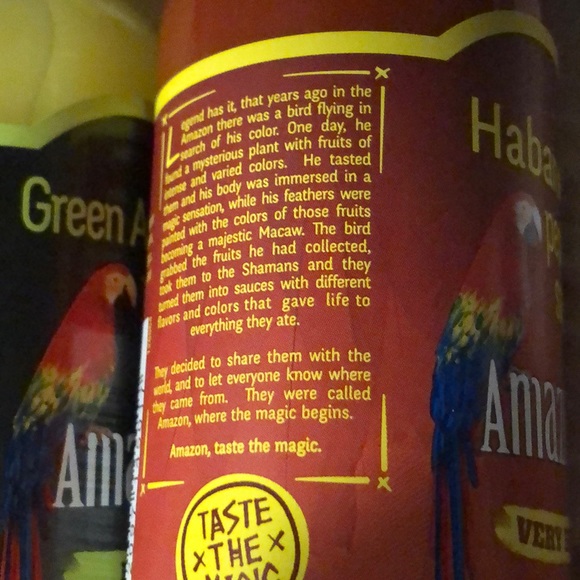 Legend has it, that years ago in the
Amazon there was a bird flying in
search of his color. One day, he
found a mysterious plant with fruits of
intense and varied colors. He tasted
them and his body was immersed in a
magic sensation, while his feathers were
painted with the colors of those fruits
becoming a majestic Macaw. The bird
grabbed the fruits he had collected,
took them to the Shamans and they
turned them into sauces with different
flavors and colors that gave life to
everything they ate.
They decided to share them with the
world, and to let everyone know where
they came from. They were called
Amazon, where the magic begins.
Amazon, taste the magic.
TASTE
THE
MAGIC
Green A
Ama
Haba
pe
s
Amaz
VERY